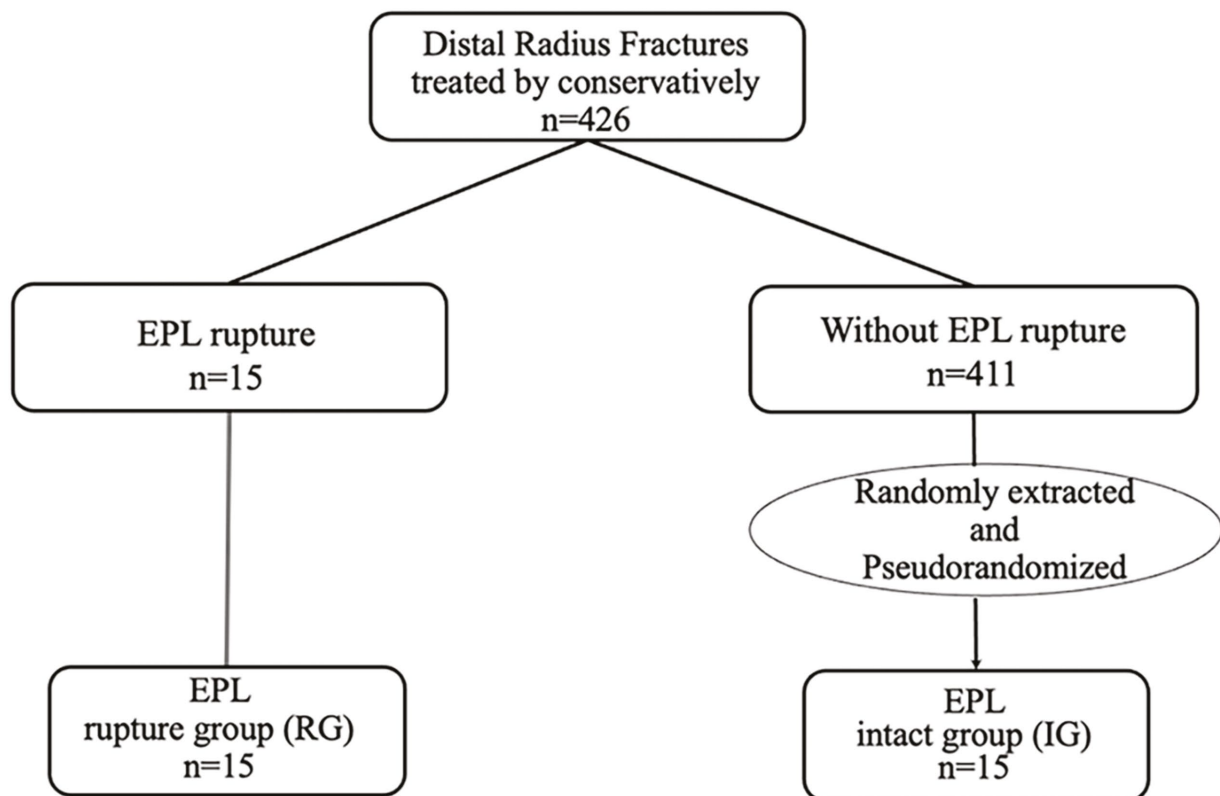 Distal Radius Fractures
treated by conservatively
n=426
EPL rupture
n=15
Without EPL rupture
n=411
Randomly extracted
and
Pseudorandomized
EPL
rupture group (RG)
n=15
EPL
intact group (IG)
n=15